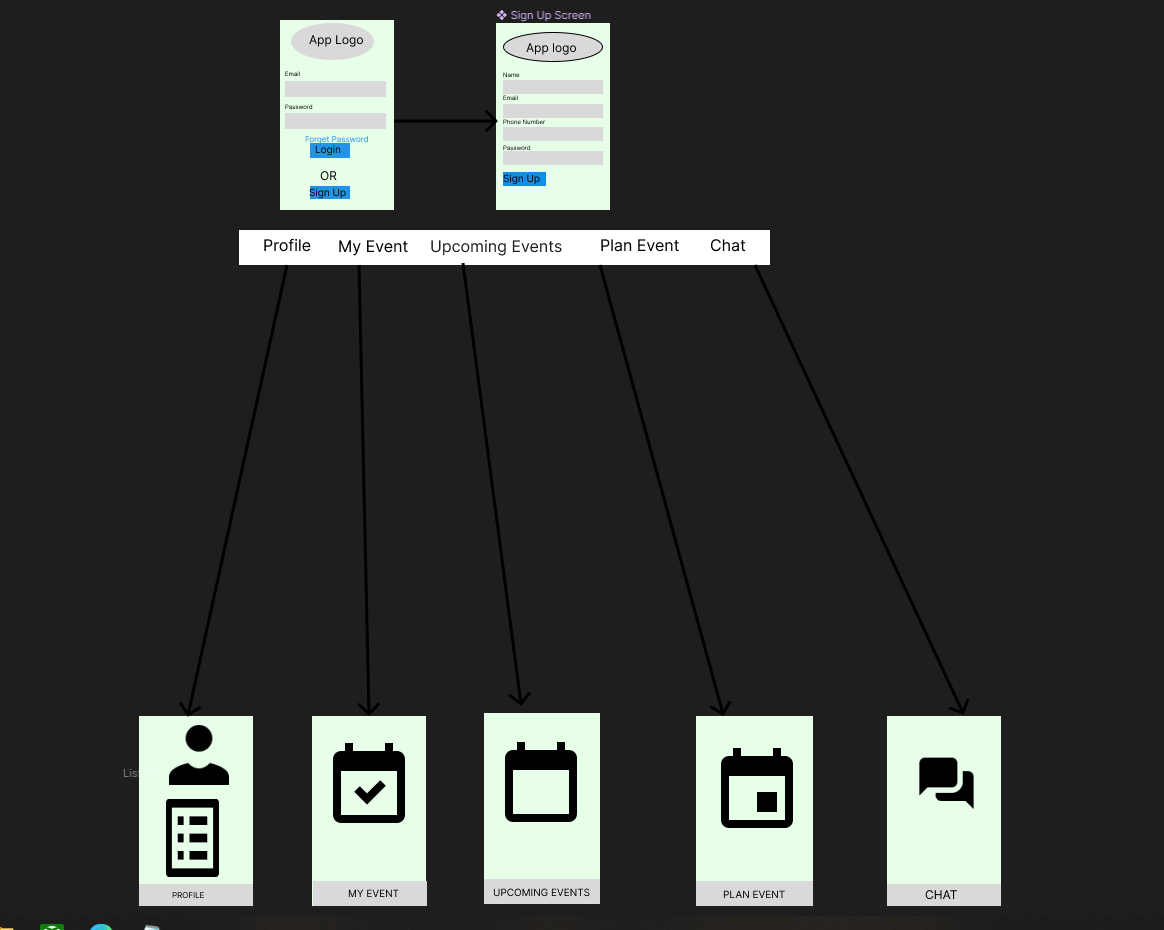 Sign Up Screen
App Logo
Email
Password
Forget Password
Login
OR
Sign Up
App logo
Name
Email
Phone Number
Password
Sign Up
Profile My Event Upcoming Events Plan Event Chat
PROFILE
MY EVENT
UPCOMING EVENTS
PLAN EVENT
CHAT